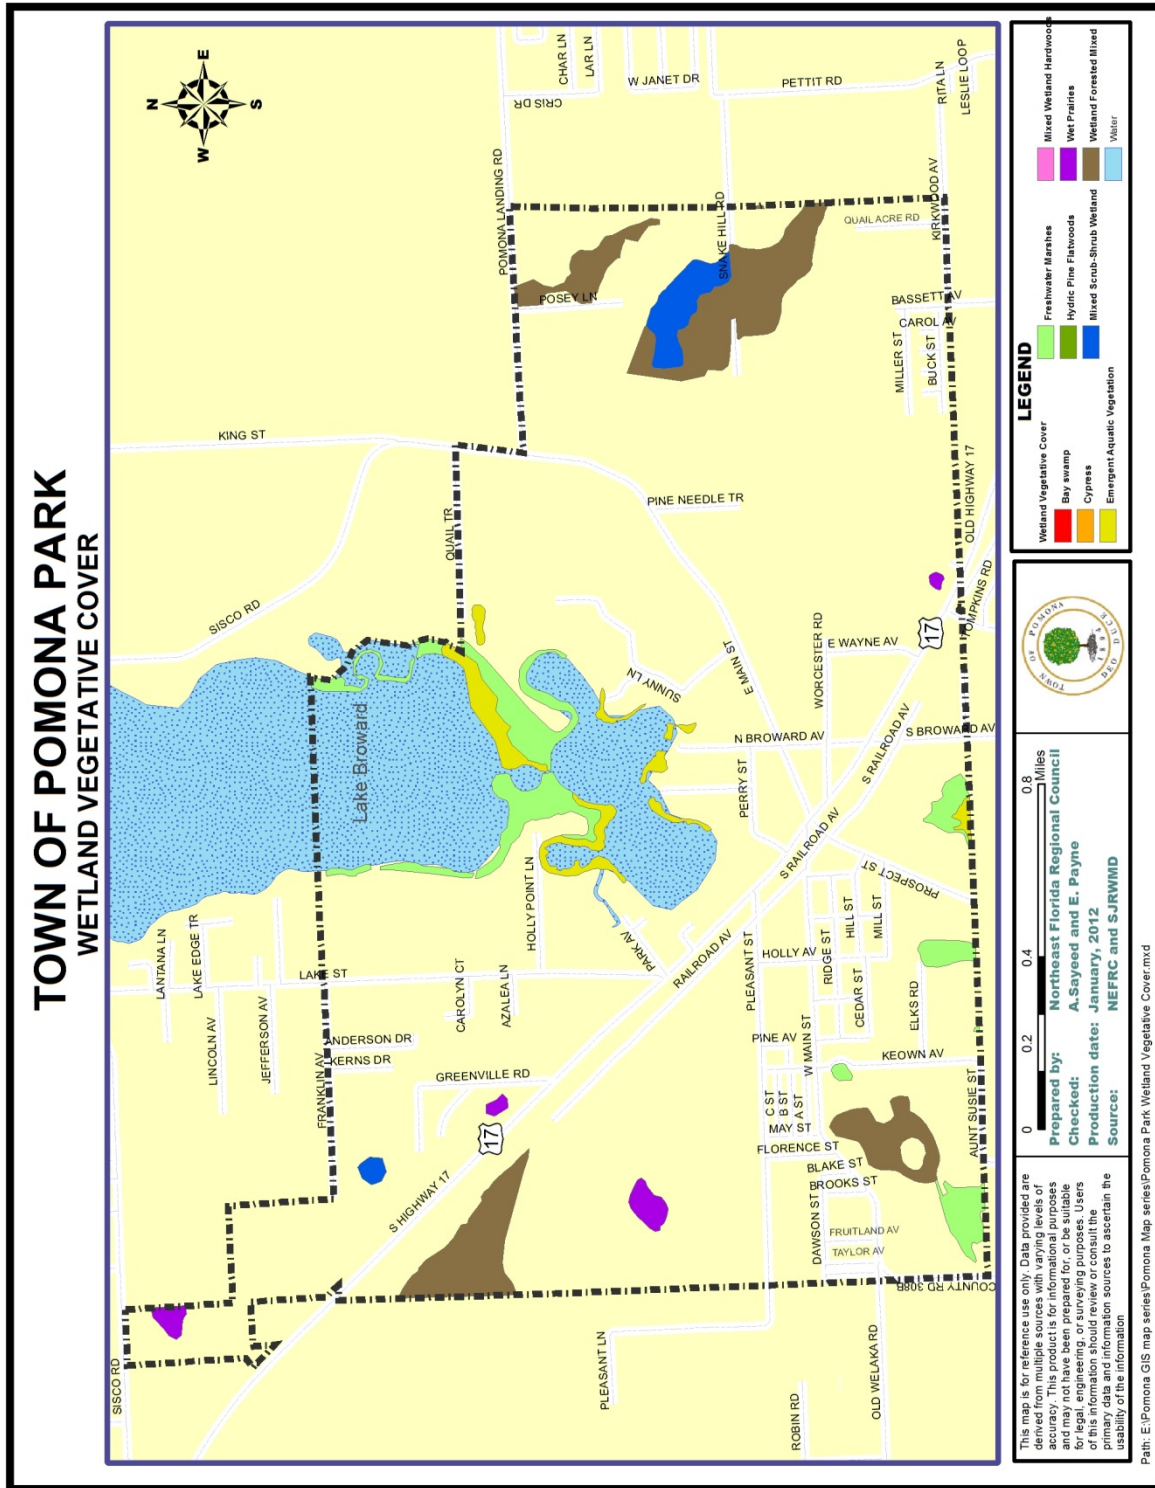 TOWN OF POMONA PARK
WETLAND VEGETATIVE COVER
N
E
S
W
CHAR LN
LAR LN
W JANET DR
CRIS DR
PETTIT RD
RITA LN
LESLIE LOOP
POMONA LANDING RD
SNAKE HILL RD
QUAIL ACRE RD
KIRKWOOD AV
POSEY LN
BASSETT AV
CAROL AV
MILLER ST
BUCK ST
KING ST
OLD HIGHWAY 17
QUAIL TR
PINE NEEDLE TR
SISCO RD
TOMPKINS RD
17
E WAYNE AV
WORCESTER RD
E MAIN ST
SUNNY LN
Lake Broward
S BROWARD AV
N BROWARD AV
S RAILROAD AV
PERRY ST
S RAILROAD AV
PROSPECT ST
HOLLY POINT LN
LANTANA LN
LAKE EDGE TR
LAKE ST
PARK AV
RAILROAD AV
PLEASANT ST
HOLLY AV
RIDGE ST
HILL ST
MILL ST
CEDAR ST
ELKS RD
LINCOLN AV
JEFFERSON AV
CAROLYN CT
AZALEA LN
ANDERSON DR
KERNS DR
FRANKLIN AV
GREENVILLE RD
PINE AV
W MAIN ST
KEOWN AV
C ST
B ST
A ST
MAY ST
FLORENCE ST
BLAKE ST
BROOKS ST
AUNT SUSIE ST
17
S HIGHWAY 17
DAWSON ST
FRUITLAND AV
TAYLOR AV
COUNTY RD 308B
SISCO RD
PLEASANT LN
ROBIN RD
OLD WELAKA RD
LEGEND
Wetland Vegetative Cover
Bay swamp
Cypress
Emergent Aquatic Vegetation
Freshwater Marshes
Hydric Pine Flatwoods
Mixed Scrub-Shrub Wetland
Mixed Wetland Hardwoods
Wet Prairies
Wetland Forested Mixed
Water
TOWN OF POMONA
1894
0 0.2 0.4 0.8
Miles
Prepared by: Northeast Florida Regional Council
Checked: A.Sayeed and E. Payne
Production date: January, 2012
Source: NEFRC and SJRWMD
This map is for reference use only. Data provided are
derived from multiple sources with varying levels of
accuracy. This product is for informational purposes
and may not have been prepared for, or be suitable
for legal, engineering, or surveying purposes. Users
of this information should review or consult the
primary data and information sources to ascertain the
usability of the information
Path: E:\Pomona GIS map series\Pomona Map series\Pomona Park Wetland Vegetative Cover.mxd